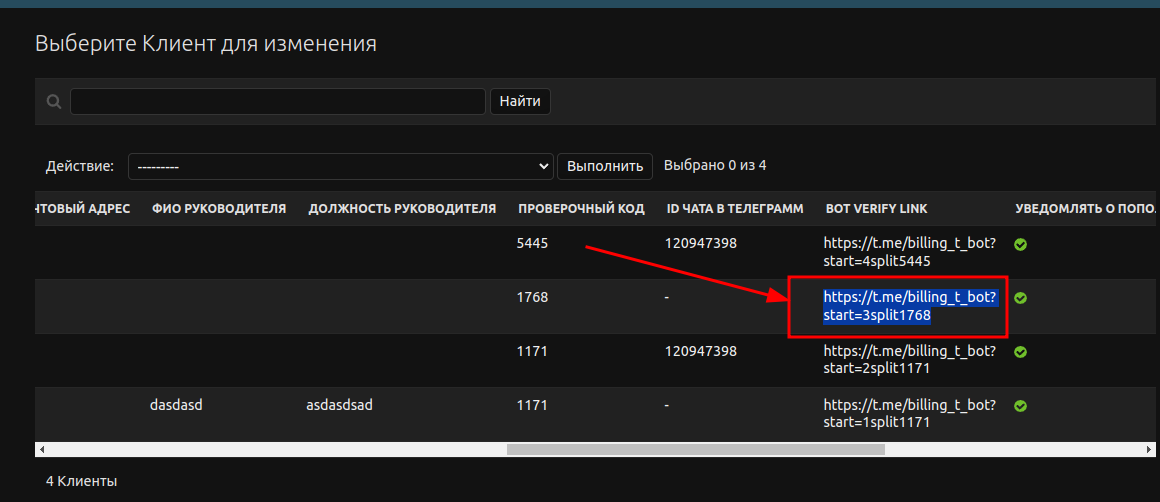 Выберите Клиент для изменения
Найти
Действие: --------- Выполнить Выбрано 0 из 4
ЧТОВЫЙ АДРЕС ФИО РУКОВОДИТЕЛЯ ДОЛЖНОСТЬ РУКОВОДИТЕЛЯ ПРОВЕРОЧНЫЙ КОД ID ЧАТА В ТЕЛЕГРАММ BOT VERIFY LINK УВЕДОМЛЯТЬ О ПОПОЛ
5445 120947398 https://t.me/billing_t_bot?
start=4split5445
1768 - https://t.me/billing_t_bot?
start=3split1768
1171 120947398 https://t.me/billing_t_bot?
start=2split1171
dasdasd asdasdsad 1171 - https://t.me/billing_t_bot?
start=1split1171
4 Клиенты